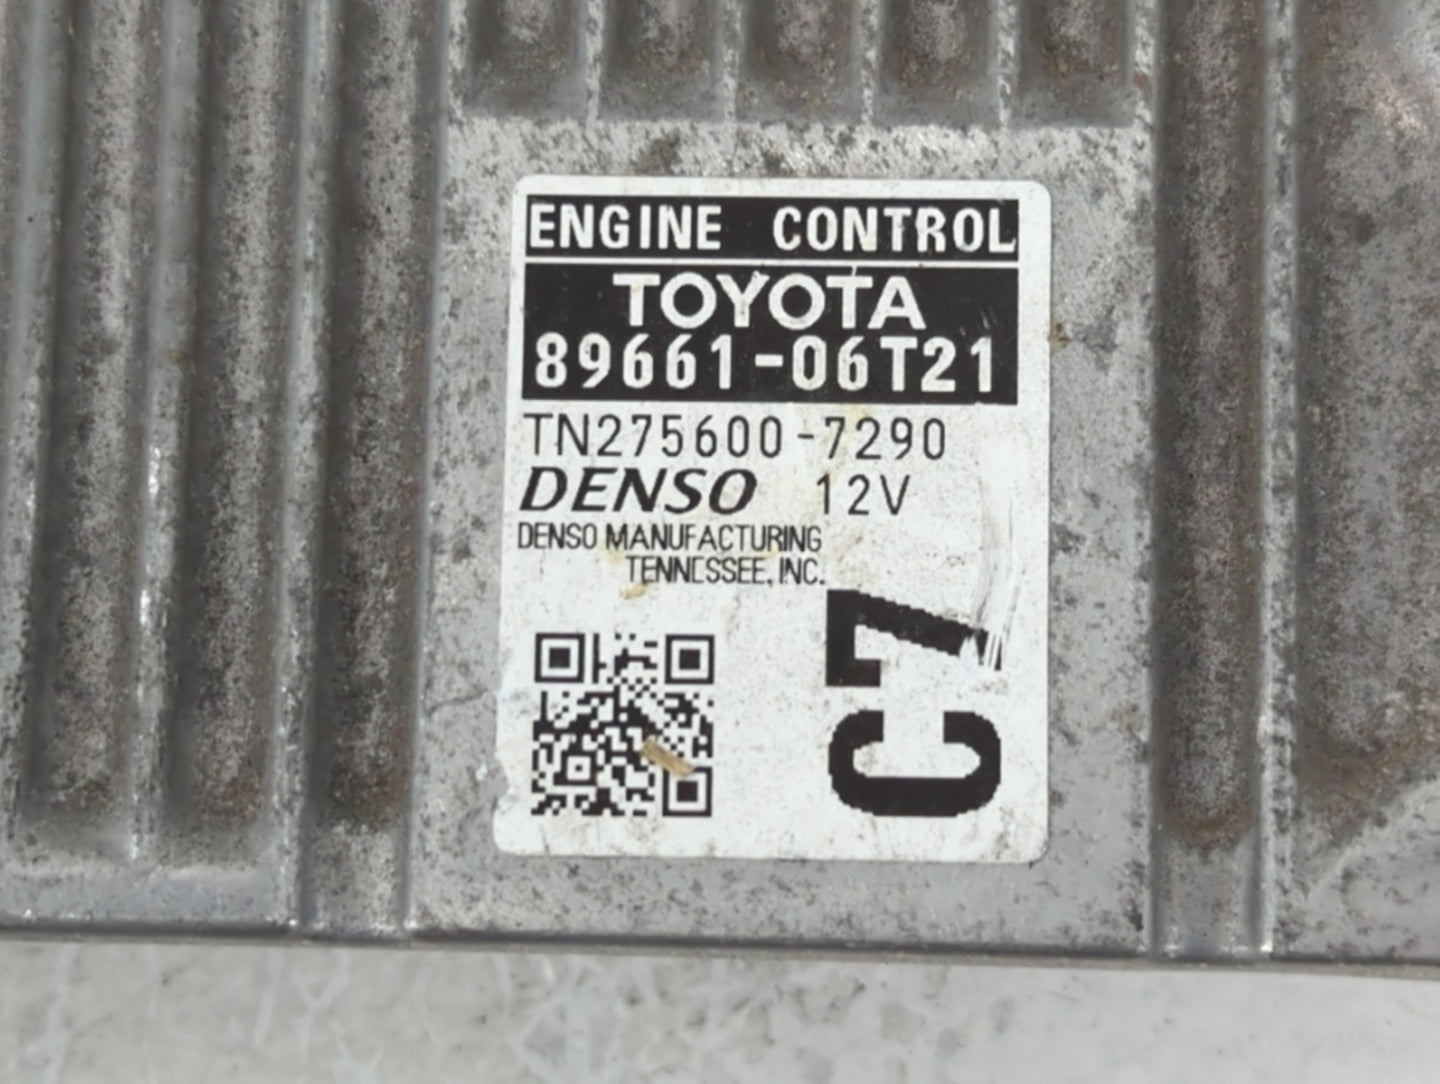 ENGINE CONTROL
TOYOTA
89661-06T21
TN275600-7290
DENSO 12V
DENSO MANUFACTURING
TENNESSEE, INC.
C7